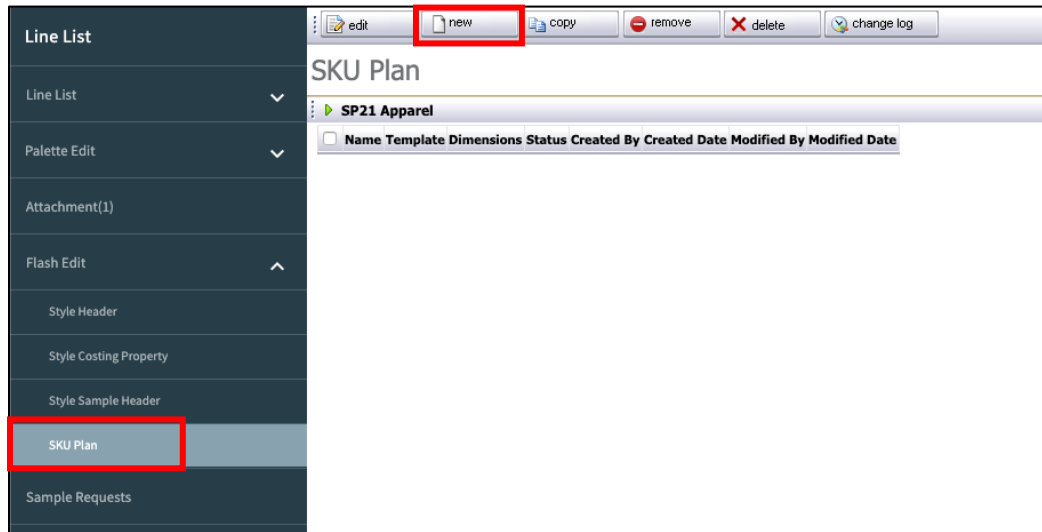 Line List
Line List
Palette Edit
Attachment(1)
Flash Edit
Style Header
Style Costing Property
Style Sample Header
SKU Plan
Sample Requests
edit new copy remove delete change log
SKU Plan
SP21 Apparel
Name Template Dimensions Status Created By Created Date Modified By Modified Date